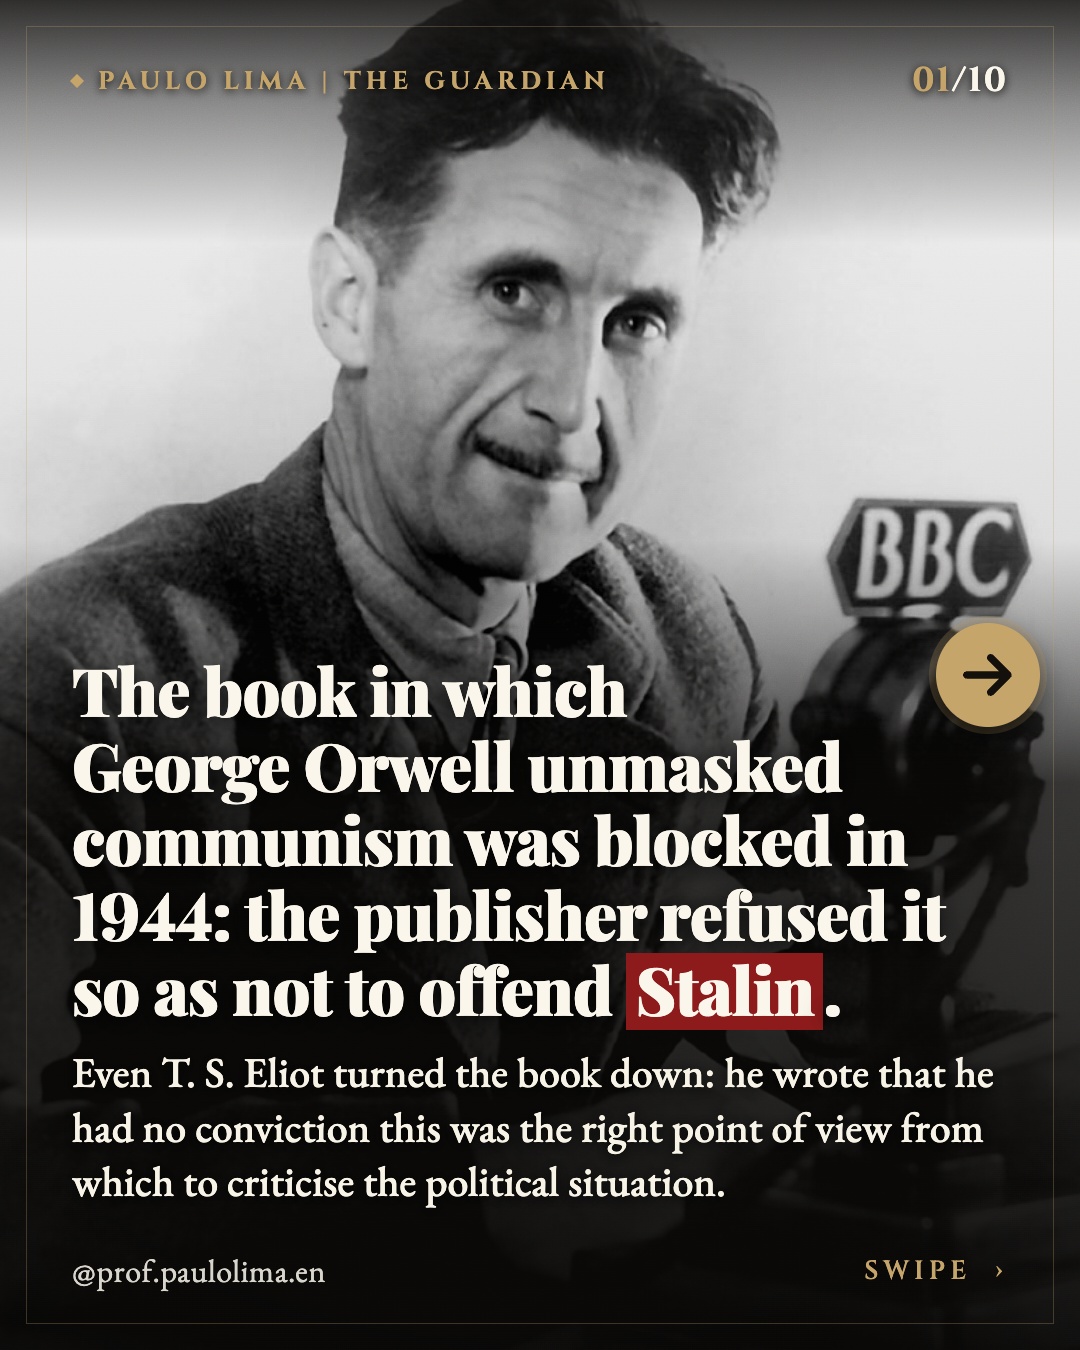 ◆ PAULO LIMA | THE GUARDIAN
01/10
BBC
The book in which
George Orwell unmasked
communism was blocked in
1944: the publisher refused it
so as not to offend Stalin.
Even T. S. Eliot turned the book down: he wrote that he
had no conviction this was the right point of view from
which to criticise the political situation.
@prof.paulolima.en
SWIPE ›